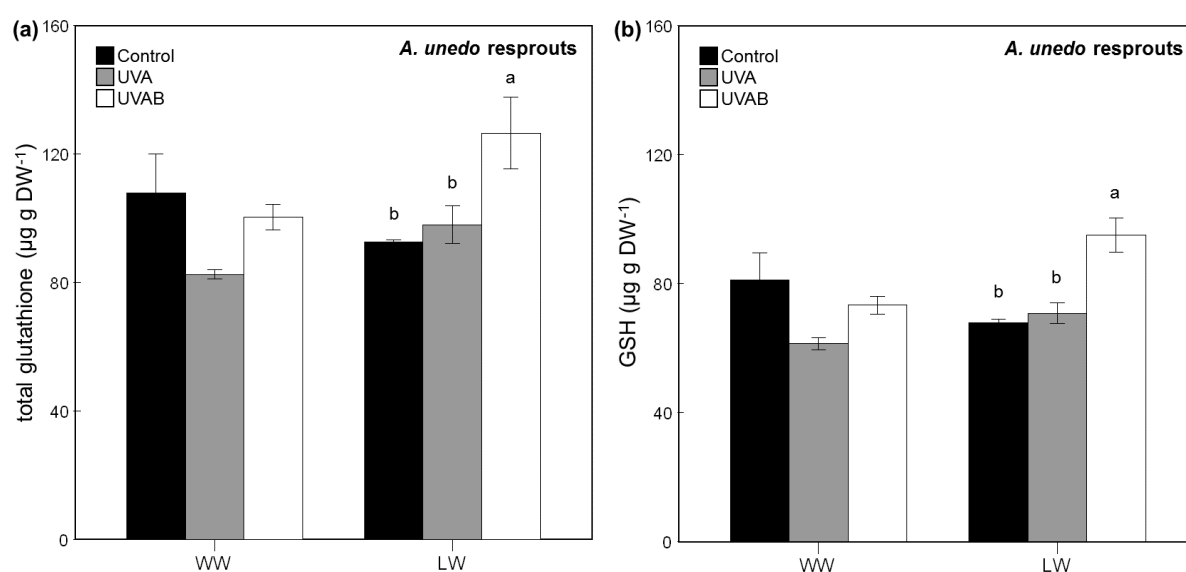 (a)
A. unedo resprouts
Control
UVA
UVAB
total glutathione (µg g DW⁻¹)
160
120
80
40
0
b
b
a
WW
LW
(b)
A. unedo resprouts
Control
UVA
UVAB
GSH (µg g DW⁻¹)
160
120
80
40
0
b
b
a
WW
LW